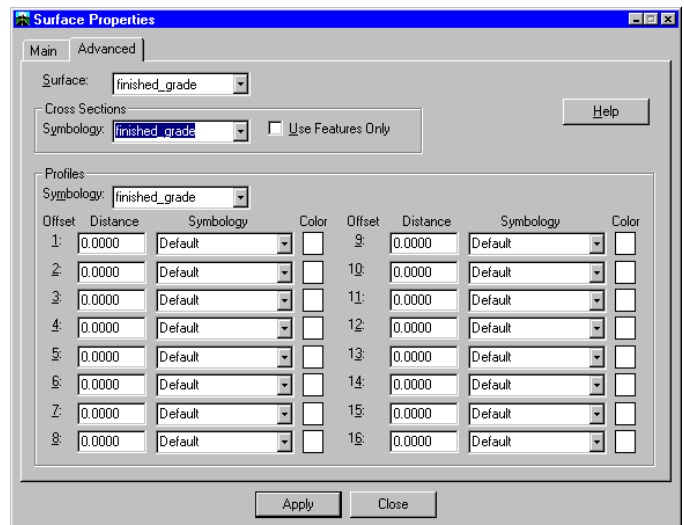 Surface Properties
Main Advanced
Surface: finished_grade
Cross Sections
Symbology: finished_grade Use Features Only Help
Profiles
Symbology: finished_grade
Offset Distance Symbology Color Offset Distance Symbology Color
1: 0.0000 Default 9: 0.0000 Default
2: 0.0000 Default 10: 0.0000 Default
3: 0.0000 Default 11: 0.0000 Default
4: 0.0000 Default 12: 0.0000 Default
5: 0.0000 Default 13: 0.0000 Default
6: 0.0000 Default 14: 0.0000 Default
7: 0.0000 Default 15: 0.0000 Default
8: 0.0000 Default 16: 0.0000 Default
Apply Close